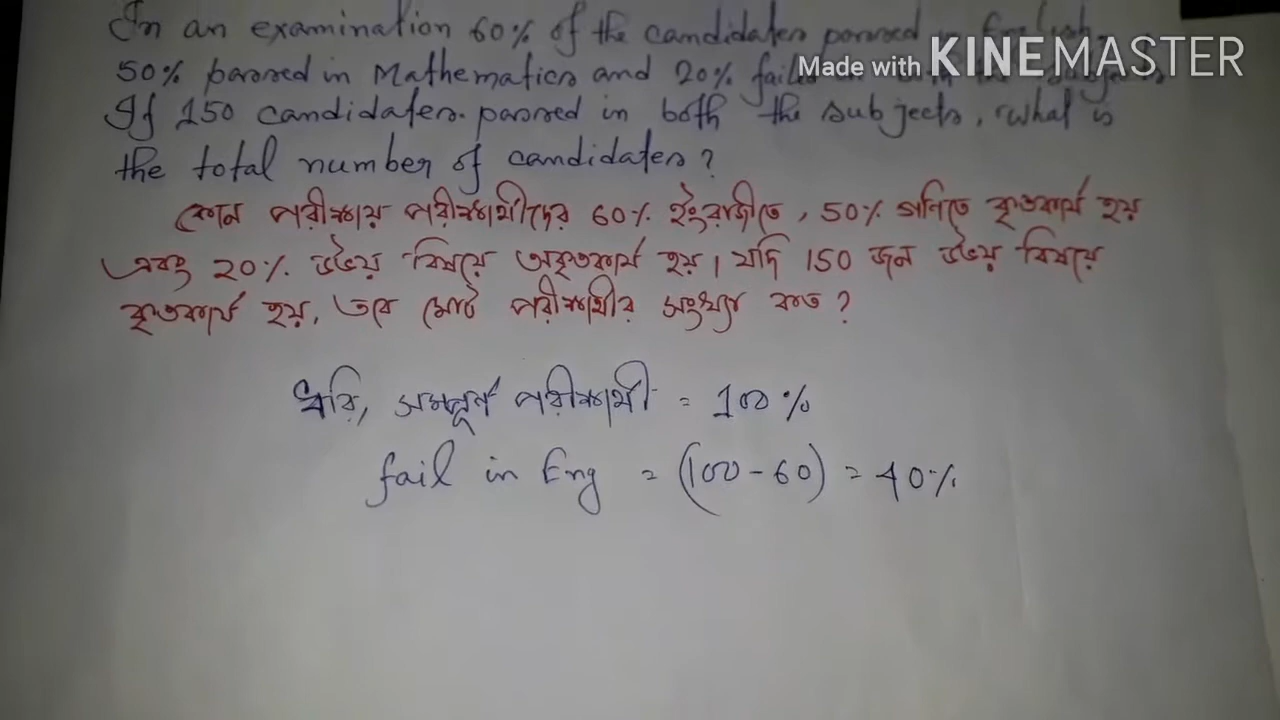 In an examination 60% of the candidates passed in English,
50% passed in Mathematics and 20% failed in the subjects.
If 150 candidates passed in both the subjects, what is
the total number of candidates?
কোন পরীক্ষায় পরীক্ষার্থীদের 60% ইংরাজীতে, 50% গণিতে কৃতকার্য হয়
এবং 20% উভয় বিষয়ে অকৃতকার্য হয়। যদি 150 জন উভয় বিষয়ে
কৃতকার্য হয়, তবে মোট পরীক্ষার্থীর সংখ্যা কত?
ধরি, সম্পূর্ণ পরীক্ষার্থী = 100%
fail in Eng = (100-60) = 40%
Made with KINEMASTER